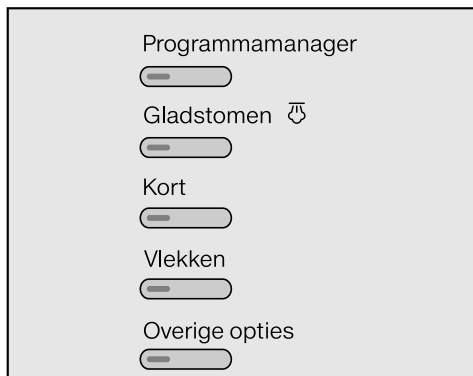 Programmamanager
Gladstomen
Kort
Vlekken
Overige opties